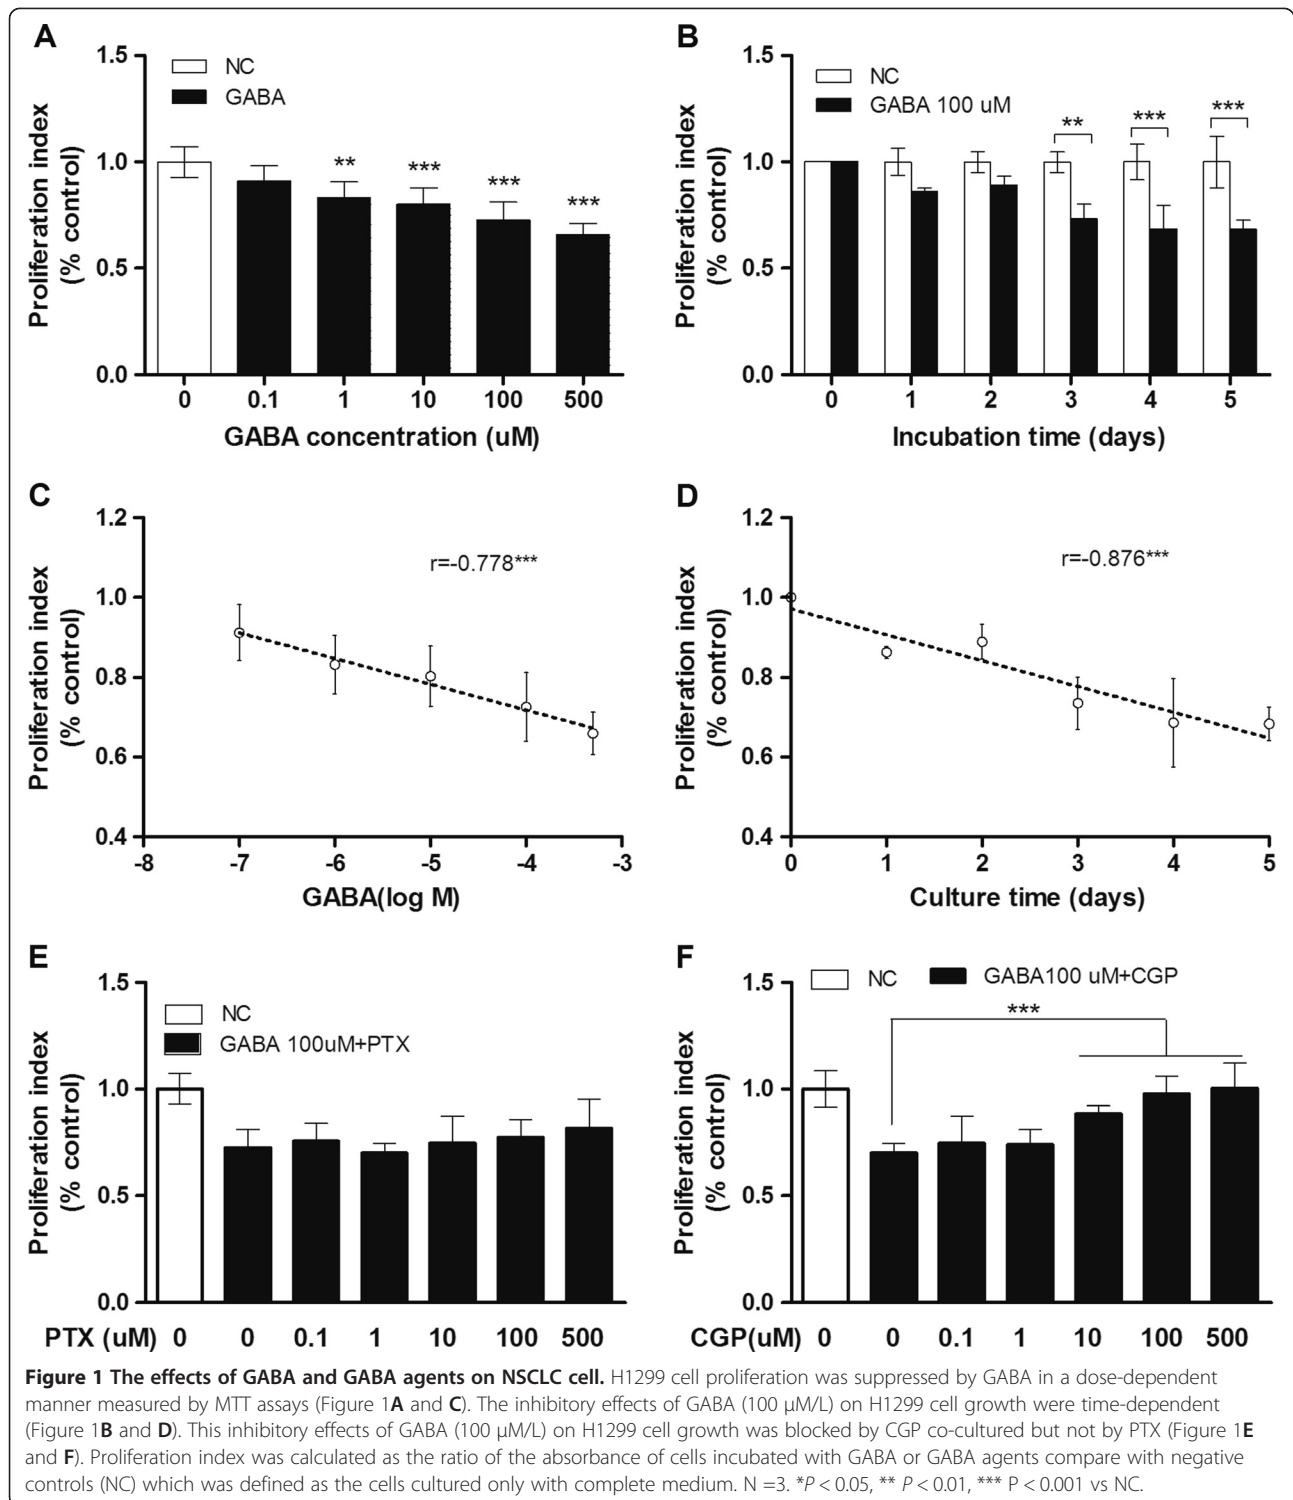 A
Proliferation index
(% control)
1.5
1.0
0.5
0.0
NC
GABA
** *** *** ***
0 0.1 1 10 100 500
GABA concentration (uM)
B
Proliferation index
(% control)
1.5
1.0
0.5
0.0
NC
GABA 100 uM
** *** ***
0 1 2 3 4 5
Incubation time (days)
C
Proliferation index
(% control)
1.2
1.0
0.8
0.6
0.4
r=-0.778***
-8 -7 -6 -5 -4 -3
GABA(log M)
D
Proliferation index
(% control)
1.2
1.0
0.8
0.6
0.4
r=-0.876***
0 1 2 3 4 5
Culture time (days)
E
Proliferation index
(% control)
1.5
1.0
0.5
0.0
NC
GABA 100uM+PTX
PTX (uM) 0 0 0.1 1 10 100 500
F
Proliferation index
(% control)
1.5
1.0
0.5
0.0
NC
GABA100 uM+CGP
***
CGP(uM) 0 0 0.1 1 10 100 500
Figure 1 The effects of GABA and GABA agents on NSCLC cell. H1299 cell proliferation was suppressed by GABA in a dose-dependent
manner measured by MTT assays (Figure 1A and C). The inhibitory effects of GABA (100 μM/L) on H1299 cell growth were time-dependent
(Figure 1B and D). This inhibitory effects of GABA (100 μM/L) on H1299 cell growth was blocked by CGP co-cultured but not by PTX (Figure 1E
and F). Proliferation index was calculated as the ratio of the absorbance of cells incubated with GABA or GABA agents compare with negative
controls (NC) which was defined as the cells cultured only with complete medium. N =3. *P < 0.05, ** P < 0.01, *** P < 0.001 vs NC.